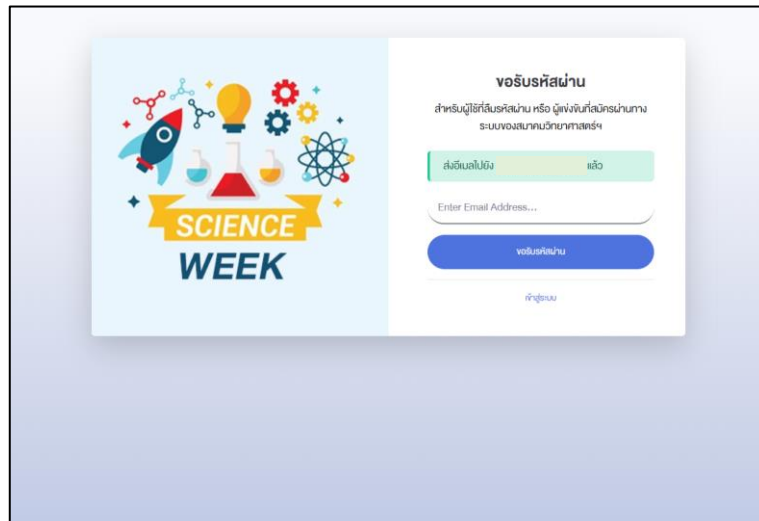 SCIENCE
WEEK
ขอรับรหัสผ่าน
สำหรับผู้ใช้ที่ลืมรหัสผ่าน หรือ ผู้แข่งขันที่สมัครผ่านทาง
ระบบของสมาคมวิทยาศาสตร์ฯ
ส่งอีเมลไปยัง แล้ว
Enter Email Address...
ขอรับรหัสผ่าน
เข้าสู่ระบบ